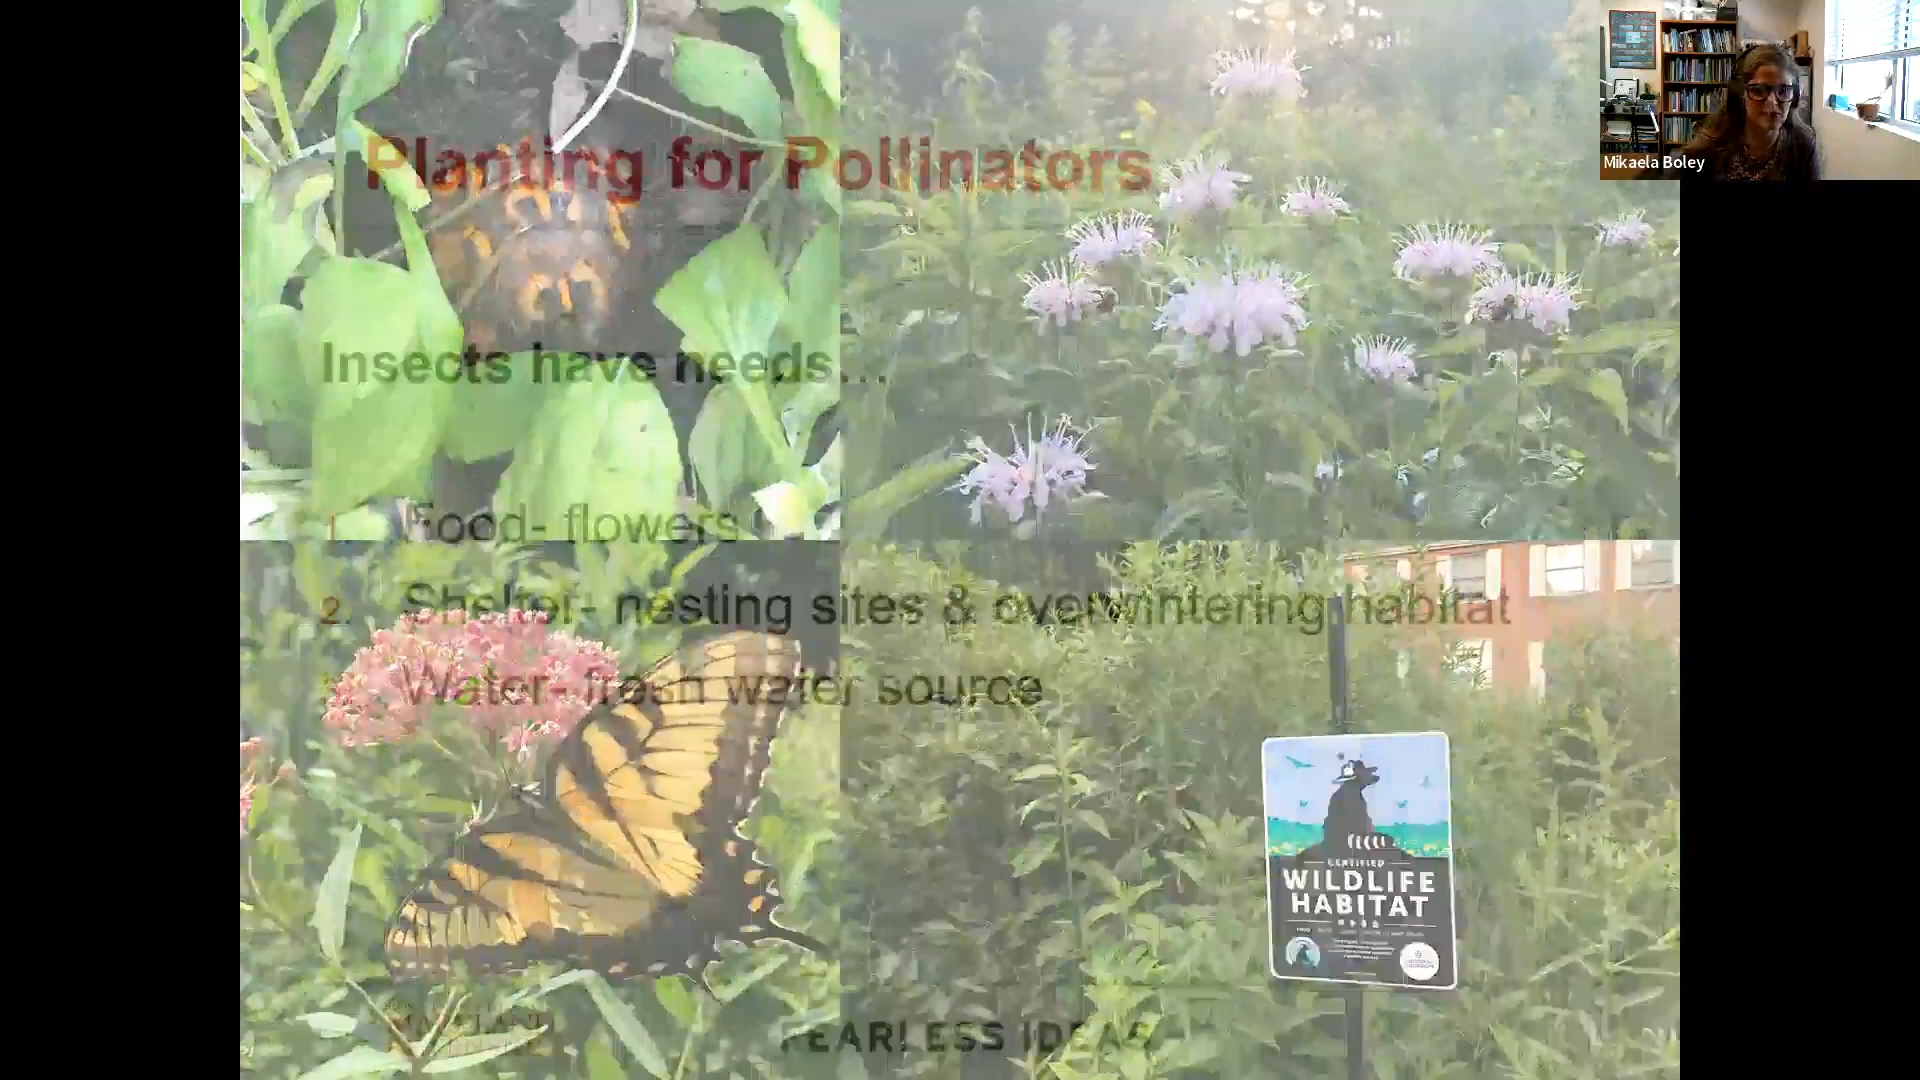 Mikaela Boley
Planting for Pollinators
Insects have needs...
1. Food- flowers
2. Shelter- nesting sites & overwintering habitat
Water- fresh water source
CERTIFIED
WILDLIFE
HABITAT
FEARLESS IDEAS